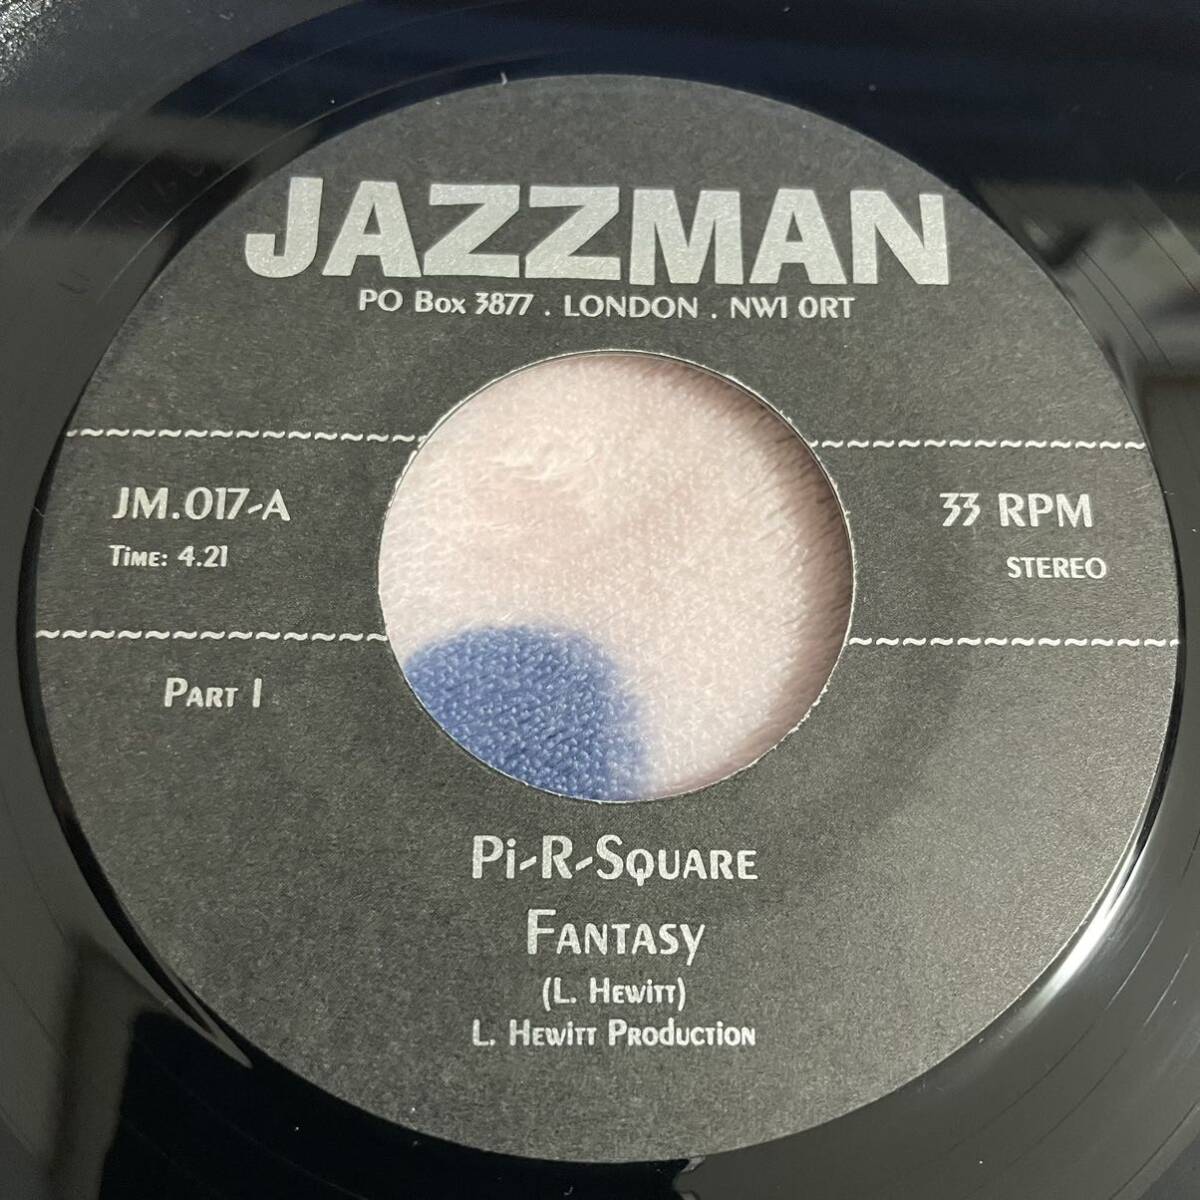 JAZZMAN
PO Box 3877 . LONDON . NW1 0RT
JM.017-A
33 RPM
Time: 4.21
STEREO
Part 1
Pi-R-Square
Fantasy
(L. Hewitt)
L. Hewitt Production